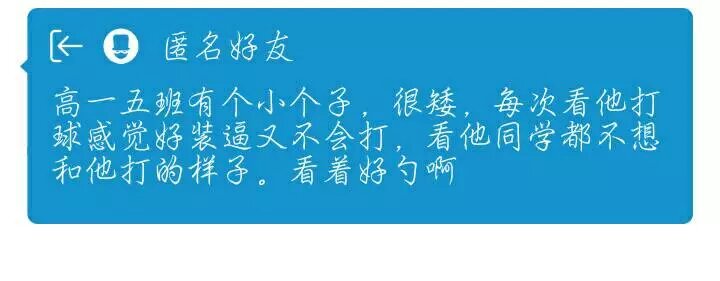 匿名好友
高一五班有个小个子，很矮，每次看他打
球感觉好装逼又不会打，看他同学都不想
和他打的样子。看着好勺啊